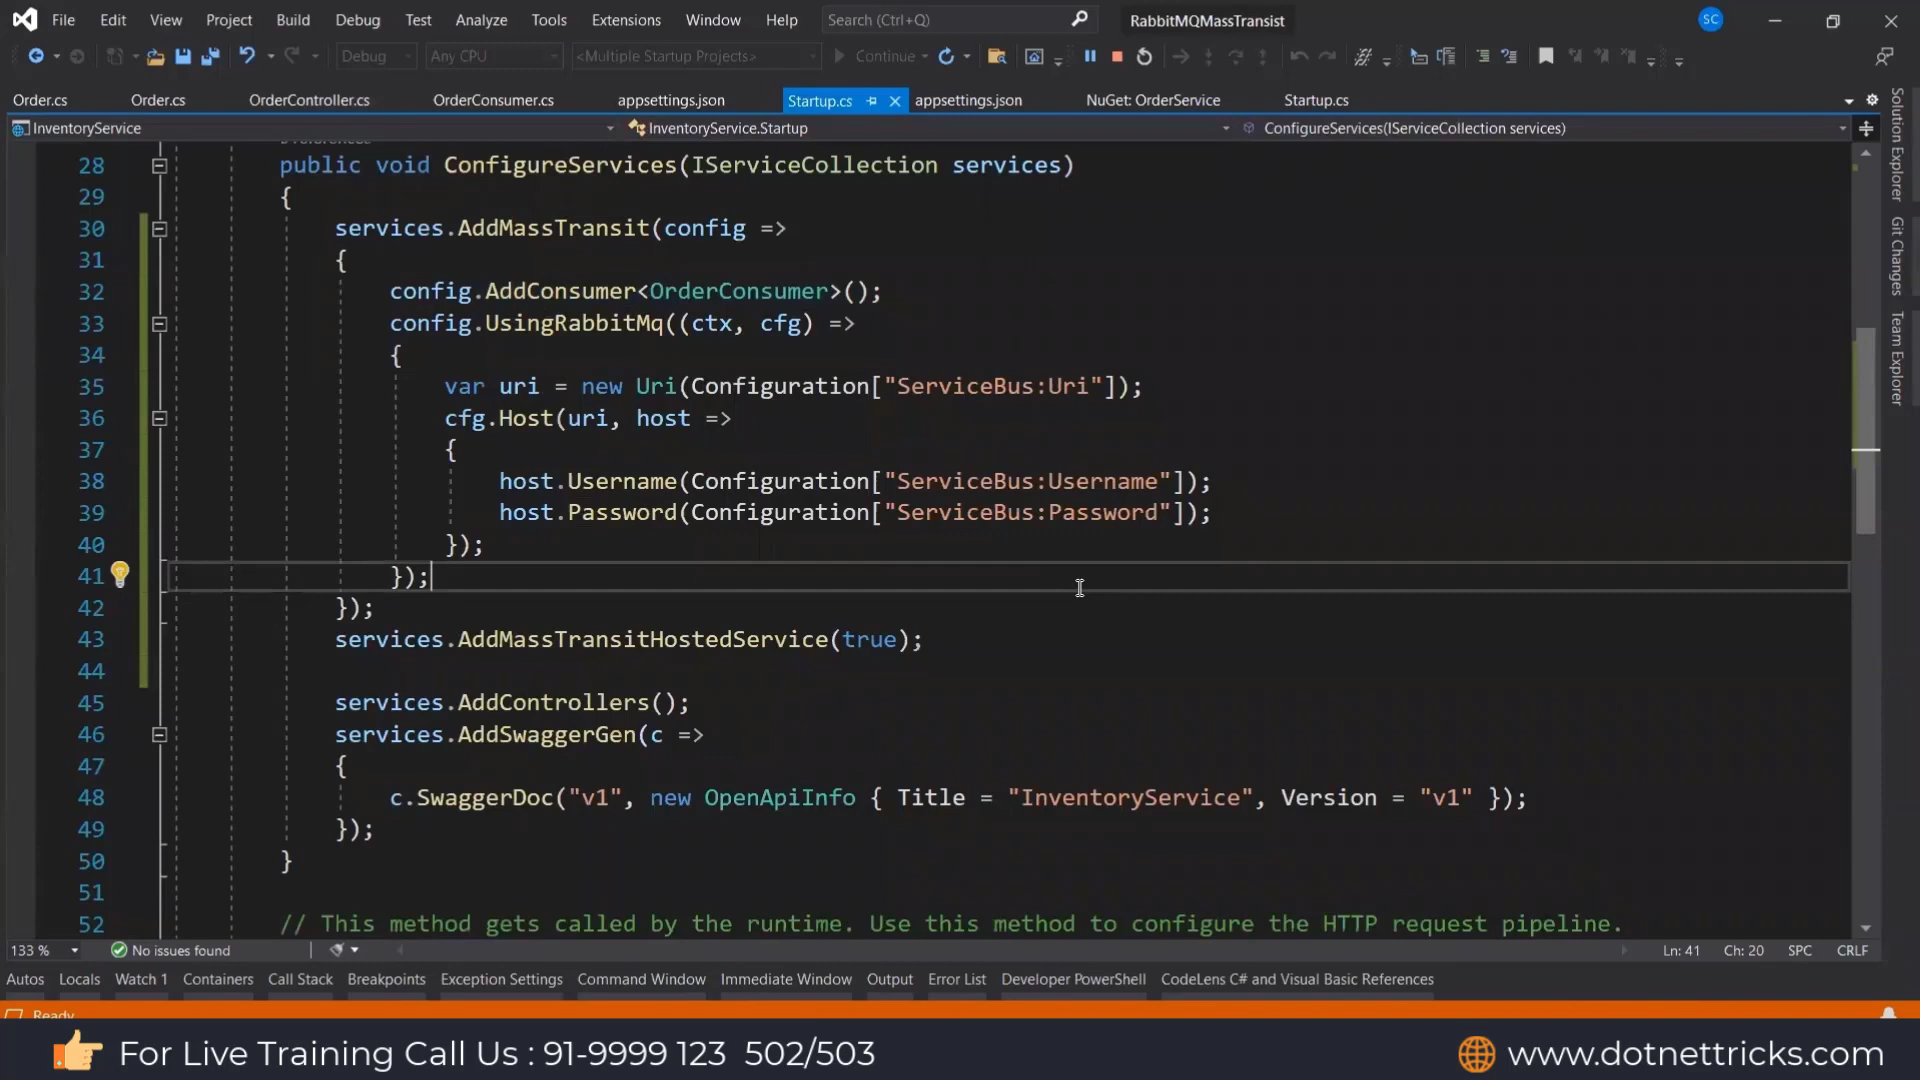 File Edit View Project Build Debug Test Analyze Tools Extensions Window Help Search (Ctrl+Q) RabbitMQMassTransist SC
Debug Any CPU <Multiple Startup Projects> Continue
Order.cs Order.cs OrderController.cs OrderConsumer.cs appsettings.json Startup.cs appsettings.json NuGet: OrderService Startup.cs
InventoryService InventoryService.Startup ConfigureServices(IServiceCollection services)
28 public void ConfigureServices(IServiceCollection services)
29 {
30 services.AddMassTransit(config =>
31 {
32 config.AddConsumer<OrderConsumer>();
33 config.UsingRabbitMq((ctx, cfg) =>
34 {
35 var uri = new Uri(Configuration["ServiceBus:Uri"]);
36 cfg.Host(uri, host =>
37 {
38 host.Username(Configuration["ServiceBus:Username"]);
39 host.Password(Configuration["ServiceBus:Password"]);
40 });
41 });
42 });
43 services.AddMassTransitHostedService(true);
44
45 services.AddControllers();
46 services.AddSwaggerGen(c =>
47 {
48 c.SwaggerDoc("v1", new OpenApiInfo { Title = "InventoryService", Version = "v1" });
49 });
50 }
51
52 // This method gets called by the runtime. Use this method to configure the HTTP request pipeline.
Solution Explorer
Git Changes
Team Explorer
133 % No issues found Ln: 41 Ch: 20 SPC CRLF
Autos Locals Watch 1 Containers Call Stack Breakpoints Exception Settings Command Window Immediate Window Output Error List Developer PowerShell CodeLens C# and Visual Basic References
Ready
For Live Training Call Us : 91-9999 123 502/503 www.dotnettricks.com